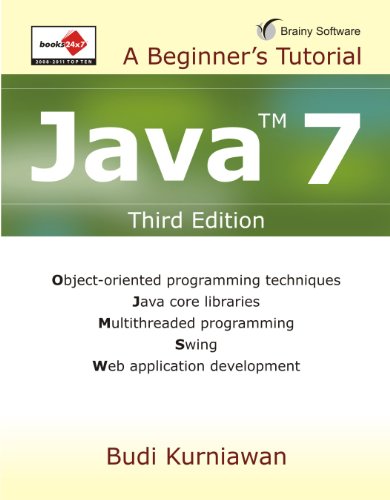 books24x7
2008-2011 TOP TEN
Brainy Software
A Beginner's Tutorial
Java™ 7
Third Edition
Object-oriented programming techniques
Java core libraries
Multithreaded programming
Swing
Web application development
Budi Kurniawan